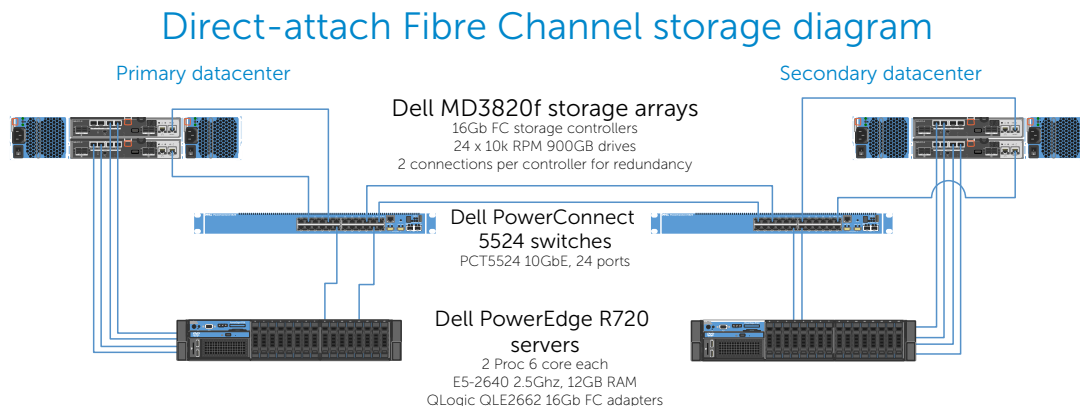 Direct-attach Fibre Channel storage diagram
Primary datacenter
Secondary datacenter
Dell MD3820f storage arrays
16Gb FC storage controllers
24 x 10k RPM 900GB drives
2 connections per controller for redundancy
Dell PowerConnect
5524 switches
PCT5524 10GbE, 24 ports
Dell PowerEdge R720
servers
2 Proc 6 core each
E5-2640 2.5Ghz, 12GB RAM
QLogic QLE2662 16Gb FC adapters